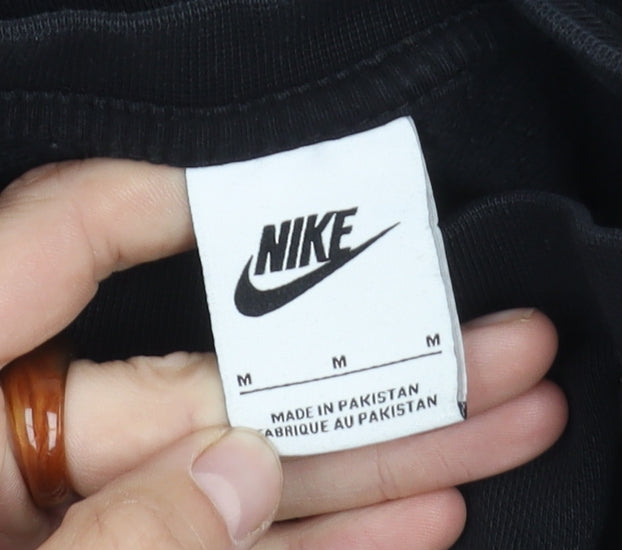 NIKE
M M M
MADE IN PAKISTAN
FABRIQUE AU PAKISTAN